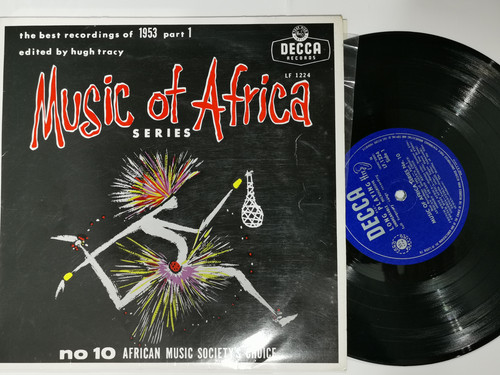 the best recordings of 1953 part 1
edited by hugh tracy
DECCA
RECORDS
LF 1224
Music of Africa
SERIES
no 10 AFRICAN MUSIC SOCIETY'S CHOICE
DECCA
LONG PLAYING